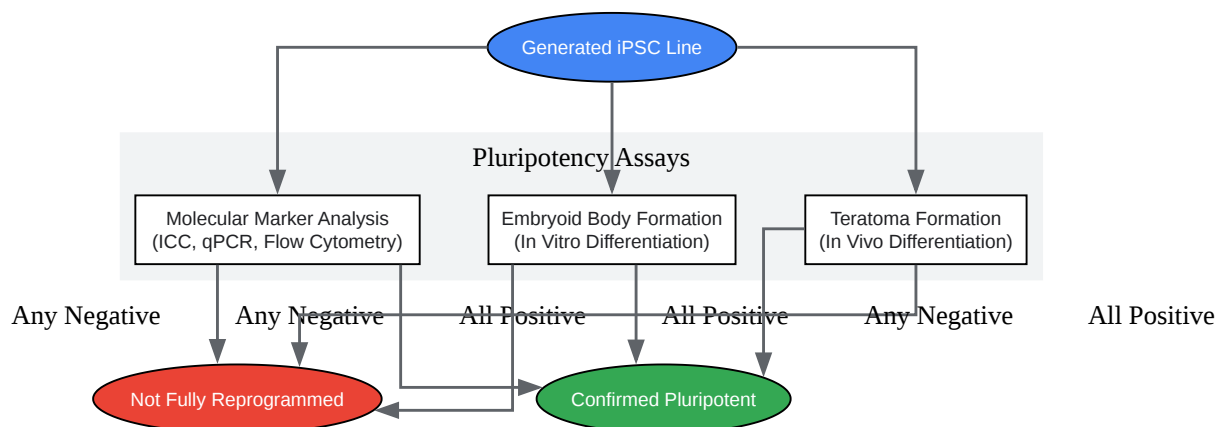 Generated iPSC Line
Pluripotency Assays
Molecular Marker Analysis
(ICC, qPCR, Flow Cytometry)
Embryoid Body Formation
(In Vitro Differentiation)
Teratoma Formation
(In Vivo Differentiation)
Any Negative
Any Negative
All Positive
All Positive
Any Negative
All Positive
Not Fully Reprogrammed
Confirmed Pluripotent